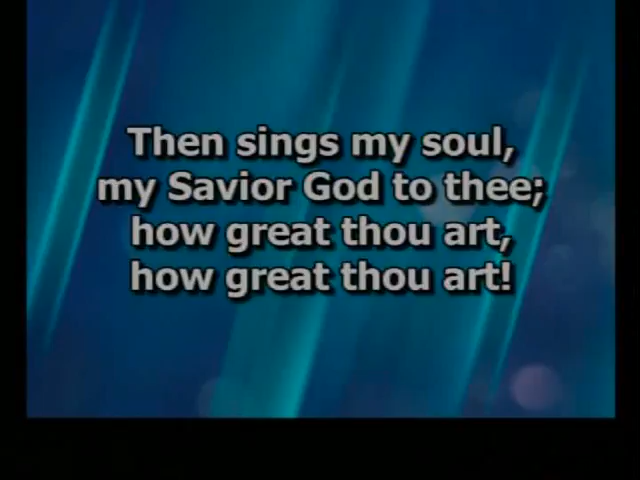 Then sings my soul,
my Savior God to thee;
how great thou art,
how great thou art!